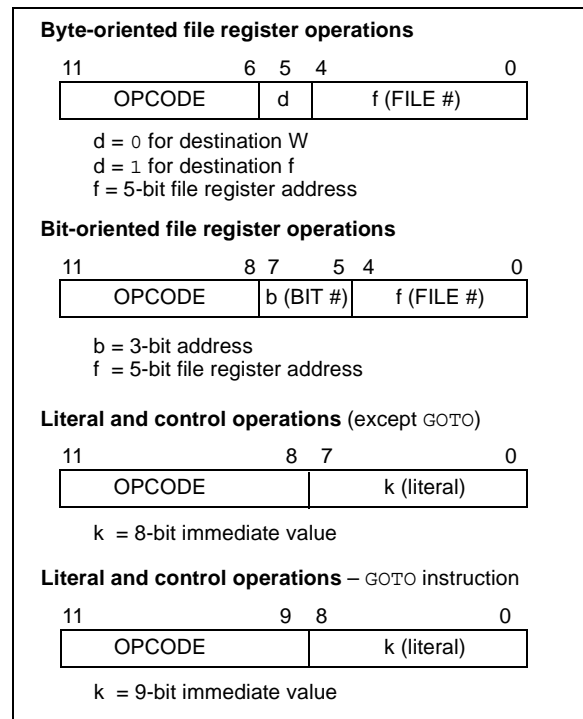 Byte-oriented file register operations
11 6 5 4 0
OPCODE d f (FILE #)
d = 0 for destination W
d = 1 for destination f
f = 5-bit file register address
Bit-oriented file register operations
11 8 7 5 4 0
OPCODE b (BIT #) f (FILE #)
b = 3-bit address
f = 5-bit file register address
Literal and control operations (except GOTO)
11 8 7 0
OPCODE k (literal)
k = 8-bit immediate value
Literal and control operations – GOTO instruction
11 9 8 0
OPCODE k (literal)
k = 9-bit immediate value